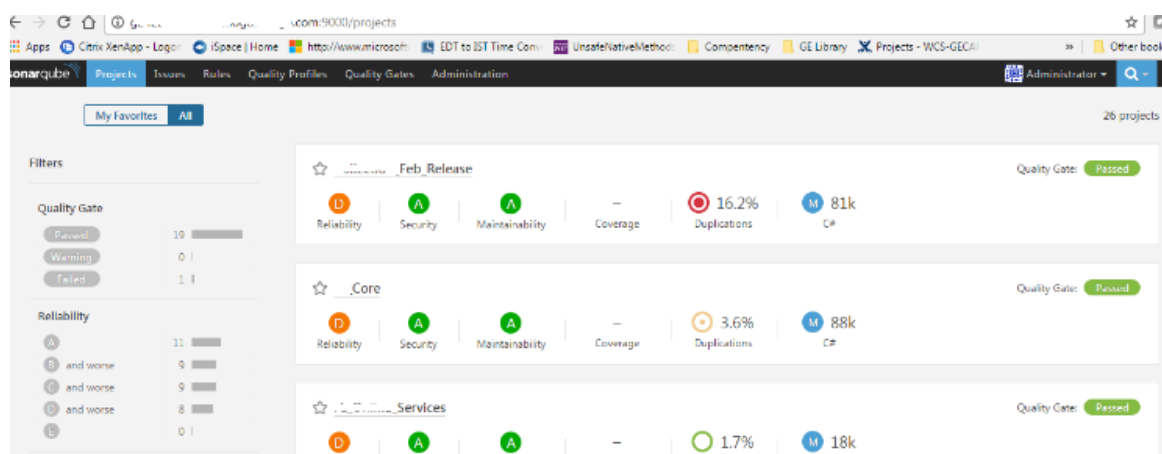 .com:9000/projects
Apps Citrix XenApp - Logon iSpace | Home http://www.microsoft EDT to IST Time Conv UnsafeNativeMethod Compentency GE Library Projects - WCS-GECA » Other book
sonarqube Projects Issues Rules Quality Profiles Quality Gates Administration Administrator
My Favorites All 26 projects
Filters
_Feb_Release Quality Gate: Passed
Quality Gate
D A A – 16.2% M 81k
Reliability Security Maintainability Coverage Duplications C#
Passed 19
Warning 0
Failed 1
_Core Quality Gate: Passed
Reliability
D A A – 3.6% M 88k
Reliability Security Maintainability Coverage Duplications C#
A 11
B and worse 9
C and worse 9
D and worse 8
_Services Quality Gate: Passed
E 0
D A A – 1.7% M 18k